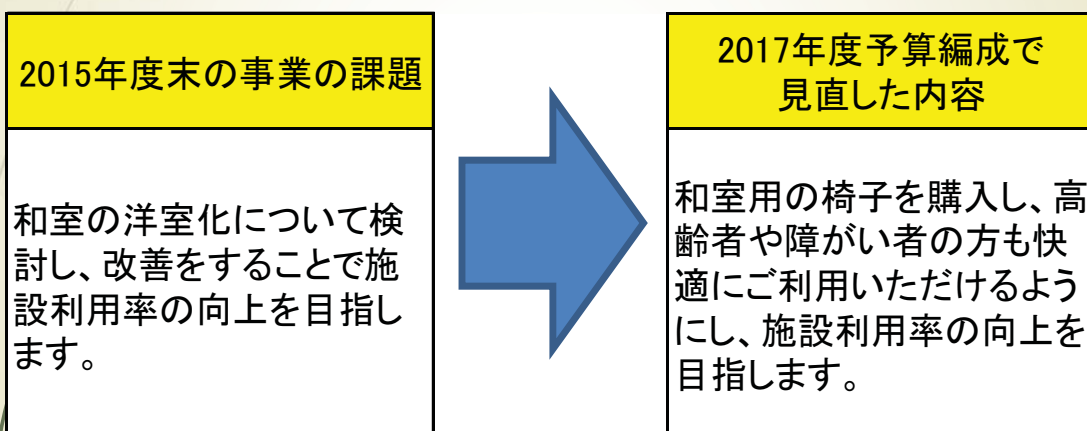 2015年度末の事業の課題
和室の洋室化について検
討し、改善をすることで施
設利用率の向上を目指し
ます。
2017年度予算編成で
見直した内容
和室用の椅子を購入し、高
齢者や障がい者の方も快
適にご利用いただけるよう
にし、施設利用率の向上を
目指します。